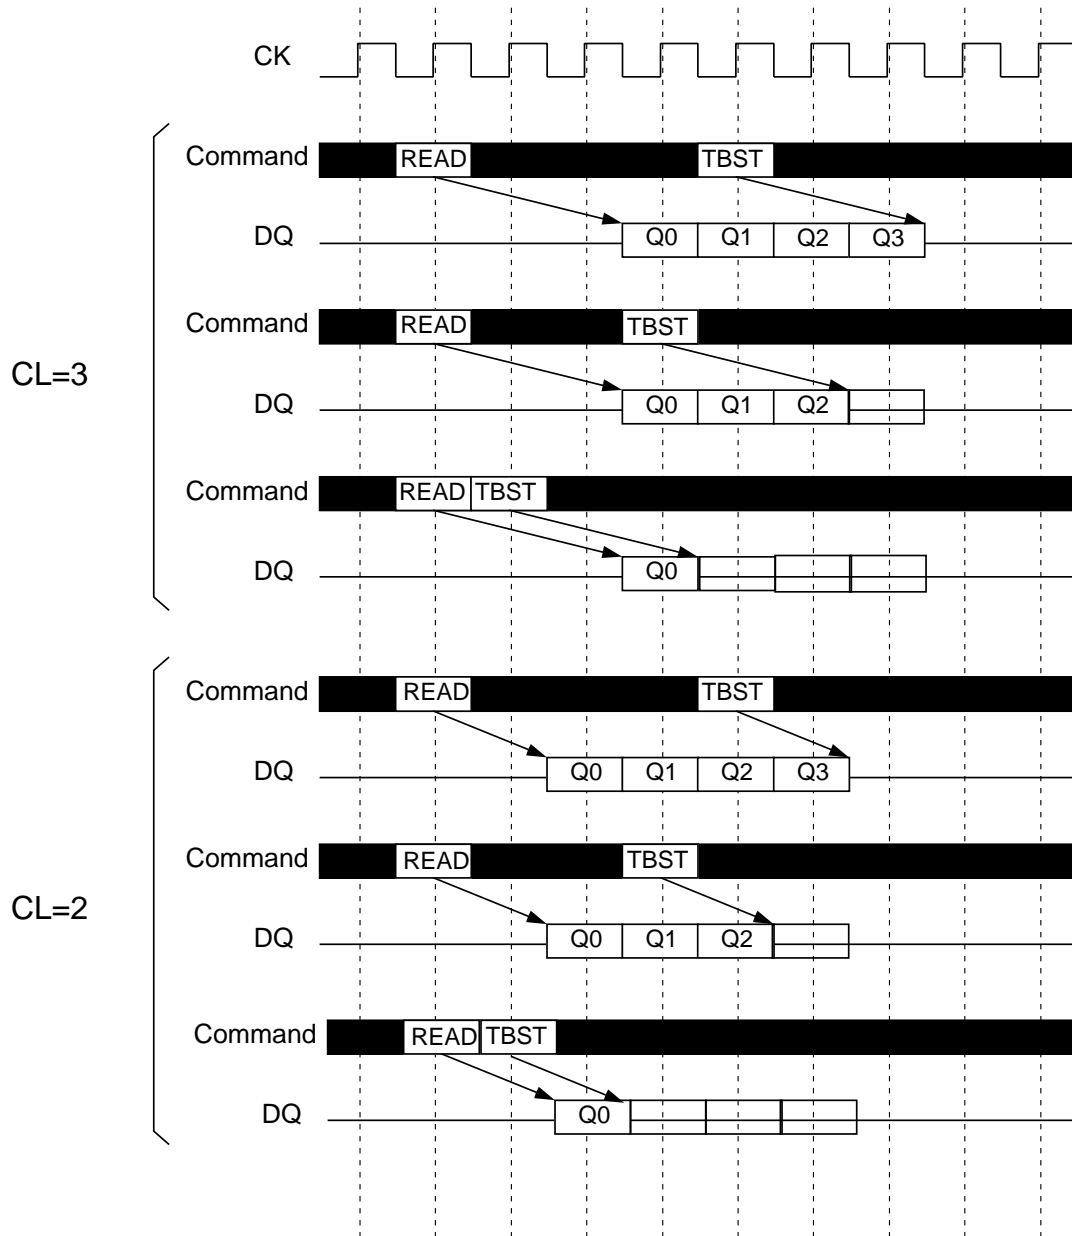 CK
Command READ TBST
DQ Q0 Q1 Q2 Q3
Command READ TBST
CL=3
DQ Q0 Q1 Q2
Command READ TBST
DQ Q0
Command READ TBST
DQ Q0 Q1 Q2 Q3
Command READ TBST
CL=2
DQ Q0 Q1 Q2
Command READ TBST
DQ Q0